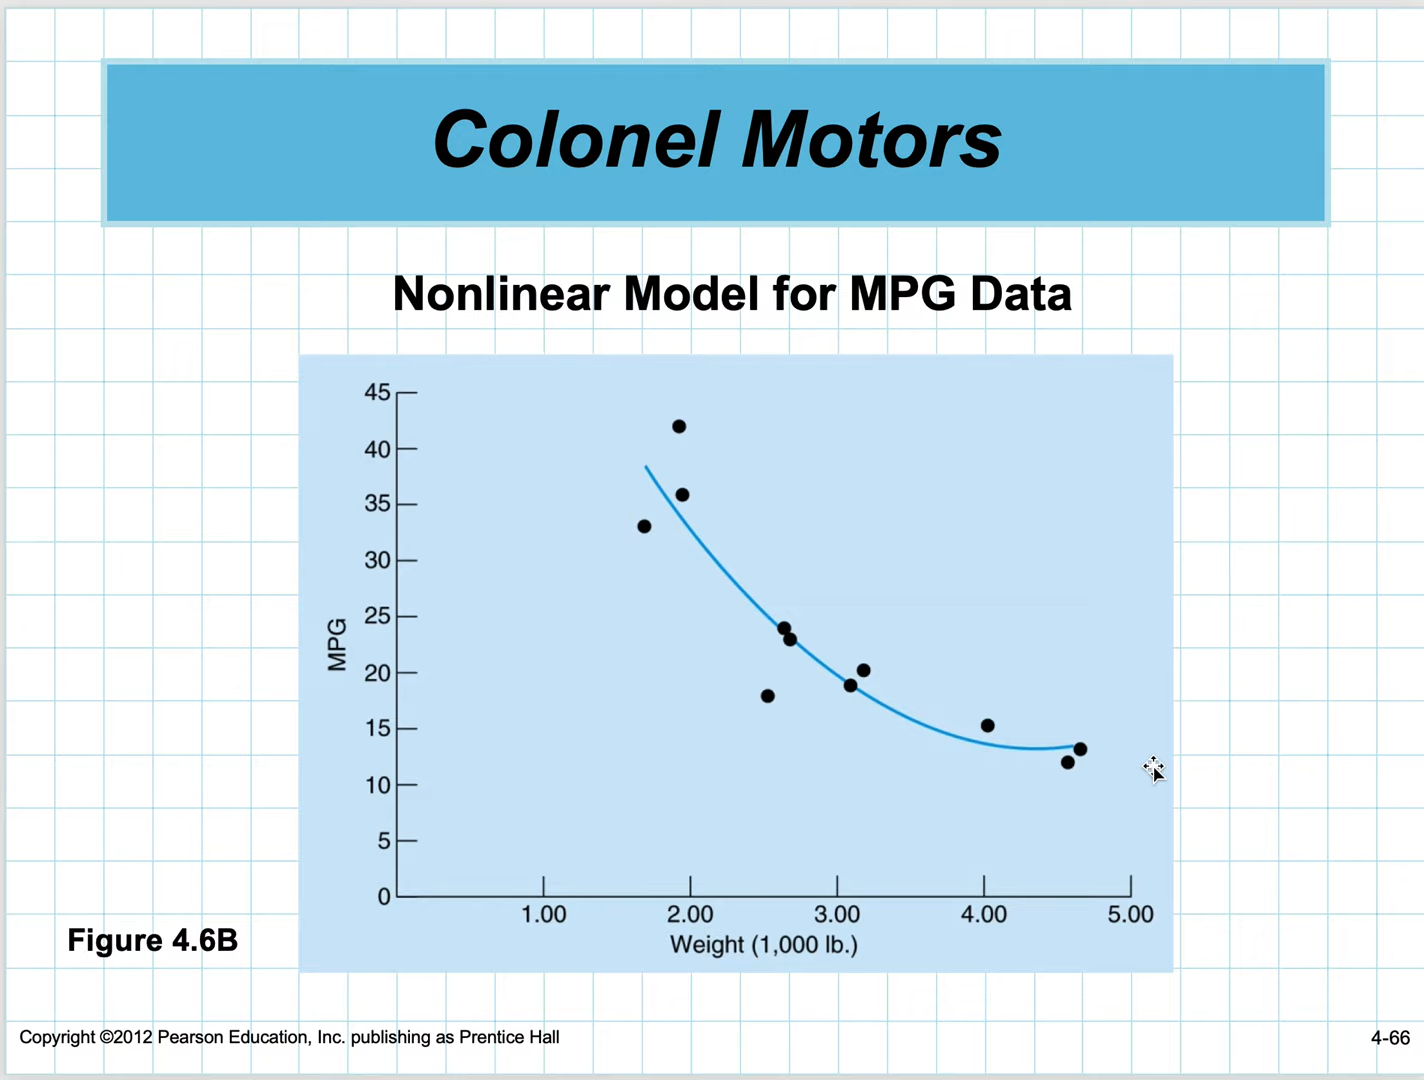 Colonel Motors
Nonlinear Model for MPG Data
45
40
35
30
25
20
15
10
5
0
MPG
1.00 2.00 3.00 4.00 5.00
Weight (1,000 lb.)
Figure 4.6B
Copyright ©2012 Pearson Education, Inc. publishing as Prentice Hall
4-66